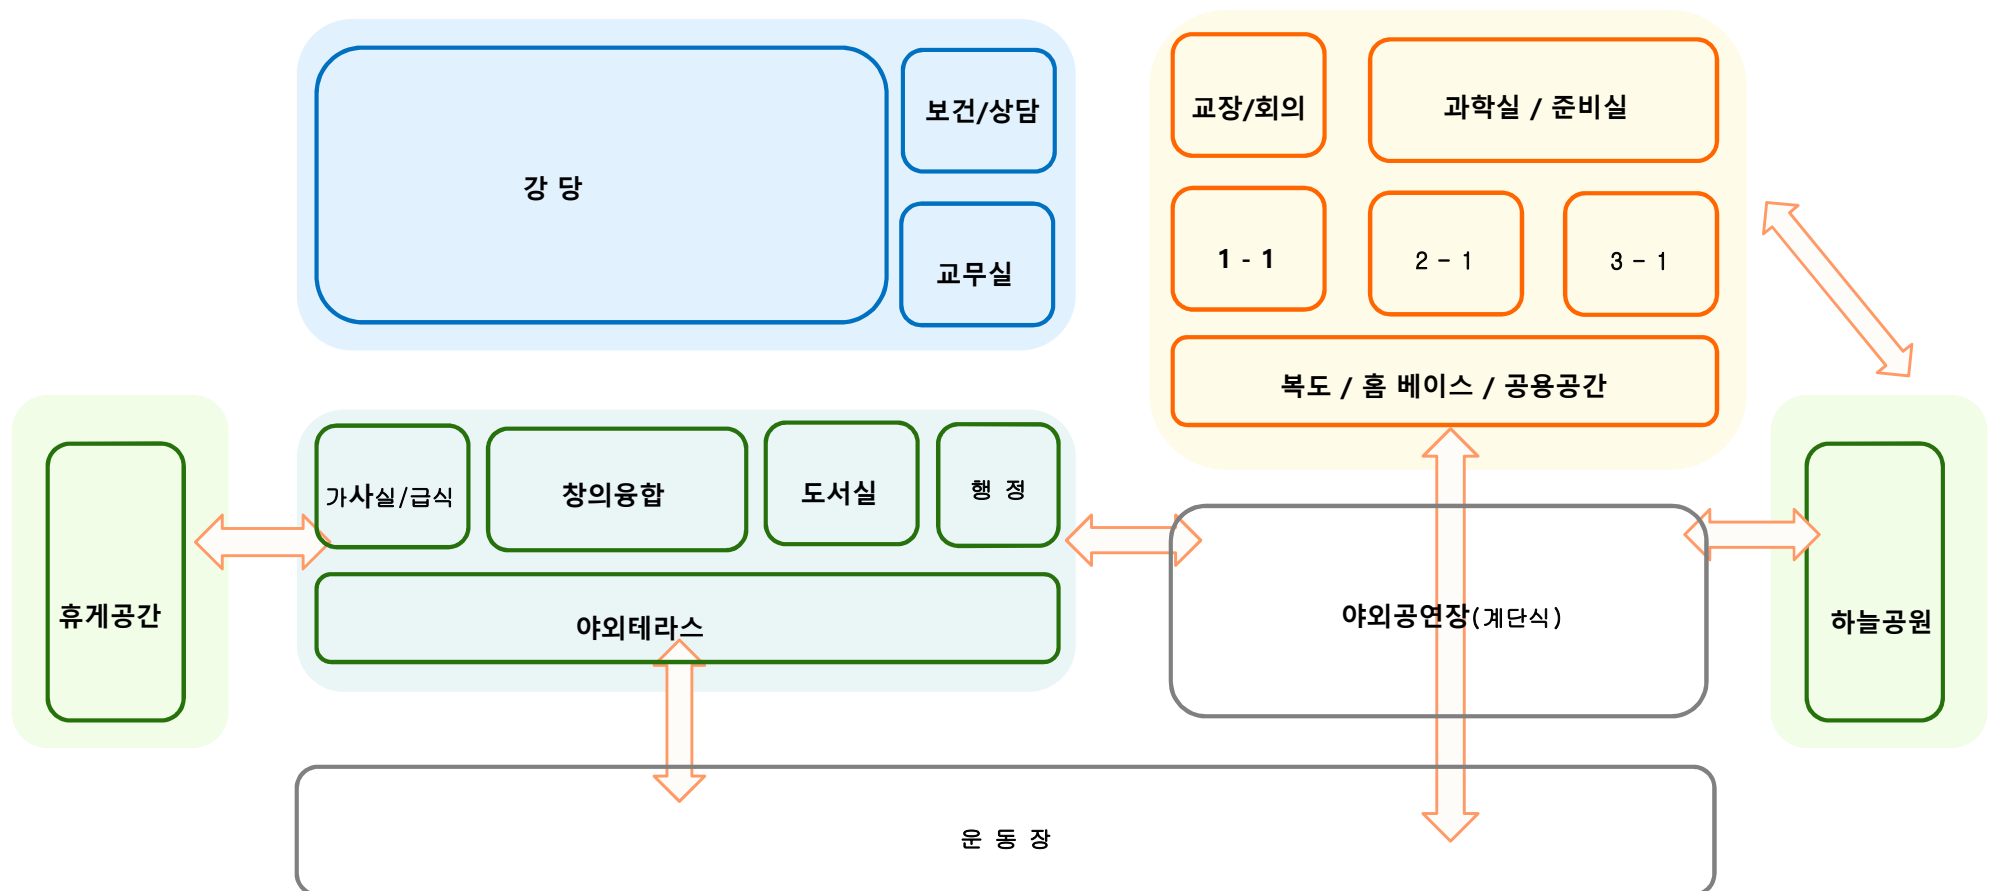 강 당
보건/상담
교무실
교장/회의
과학실 / 준비실
1 - 1
2 - 1
3 - 1
복도 / 홈 베이스 / 공용공간
휴게공간
가사실/급식
창의융합
도서실
행 정
야외테라스
야외공연장(계단식)
하늘공원
운 동 장